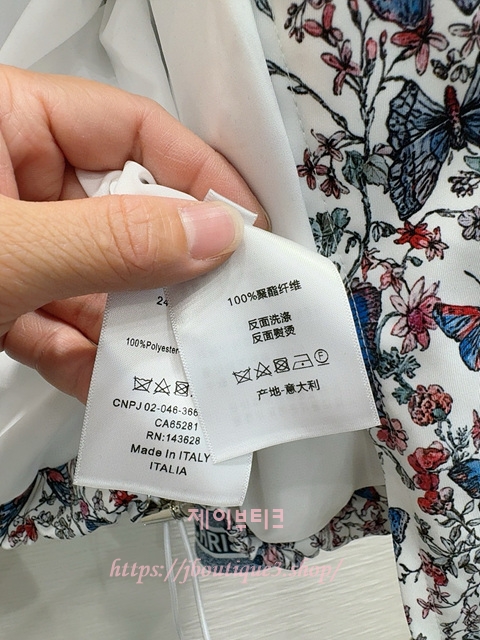 24
100%Polyester
CNPJ 02-046-366
CA65281
RN:143628
Made In ITALY
ITALIA
100%聚酯纤维
反面洗涤
反面熨烫
产地-意大利
제이부티크
https://jboutique5.shop/